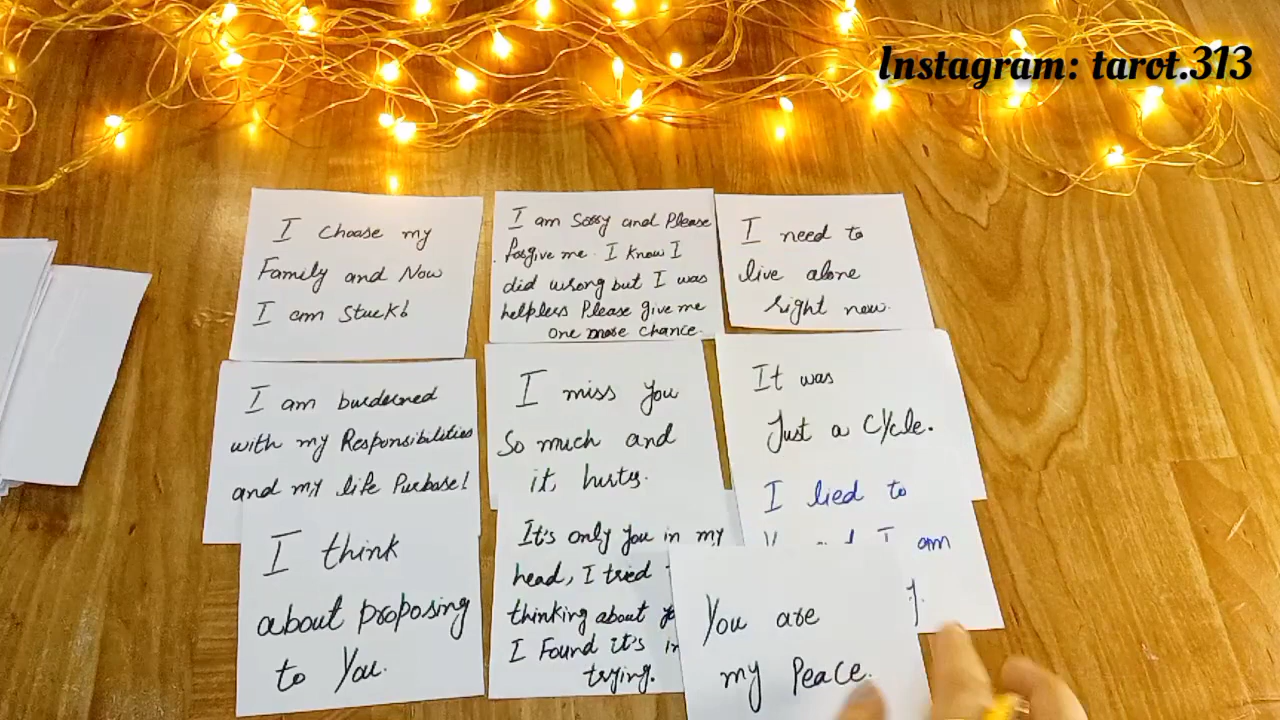 Instagram: tarot.313
I choose my
Family and Now
I am Stuck!
I am Sorry and Please
forgive me. I know I
did wrong but I was
helpless Please give me
one more chance.
I need to
live alone
right now.
I am burdened
with my Responsibilities
and my life Purbase!
I miss you
So much and
it, hurts.
It was
Just a Cycle.
I think
about proposing
to You.
It's only you in my
head, I tried
thinking about
I Found it's
trying.
I lied to
I am
You are
my Peace.